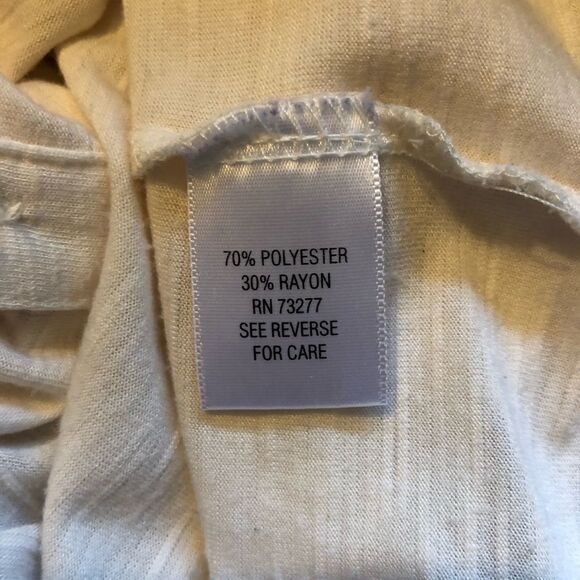 70% POLYESTER
30% RAYON
RN 73277
SEE REVERSE
FOR CARE